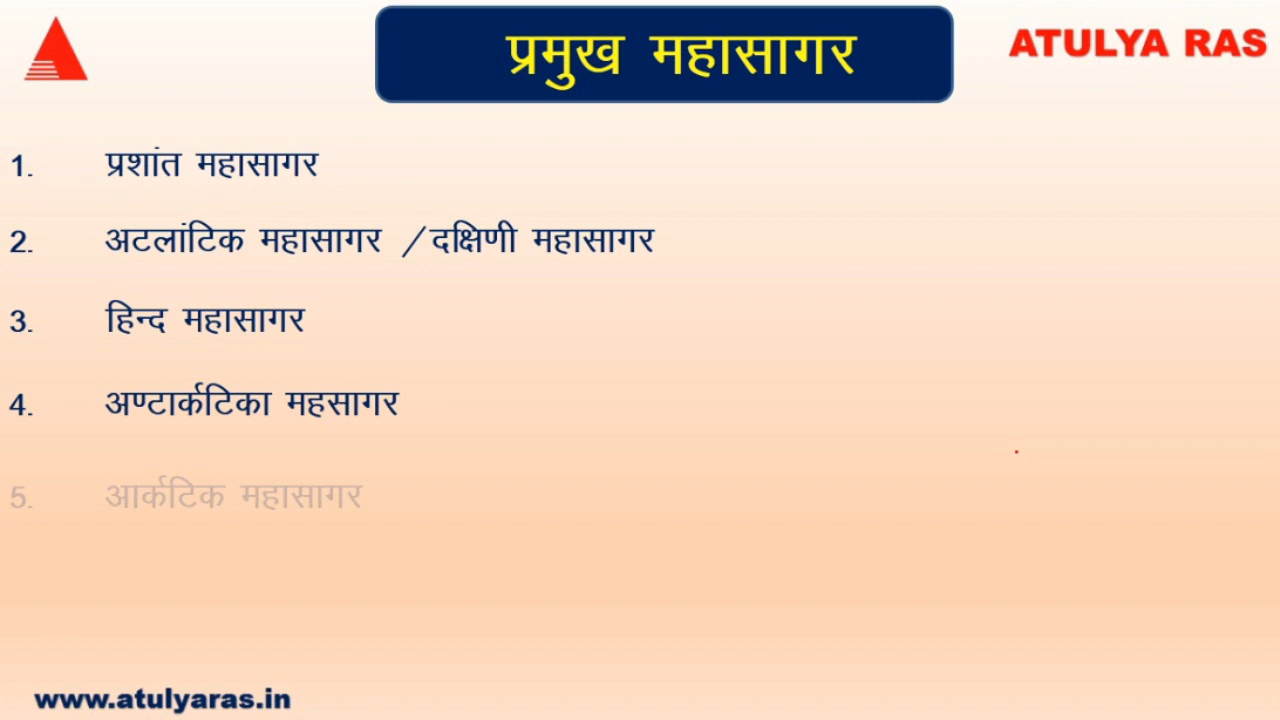 प्रमुख महासागर
ATULYA RAS
1. प्रशांत महासागर
2. अटलांटिक महासागर /दक्षिणी महासागर
3. हिन्द महासागर
4. अण्टार्कटिका महसागर
5. आर्कटिक महासागर
www.atulyaras.in